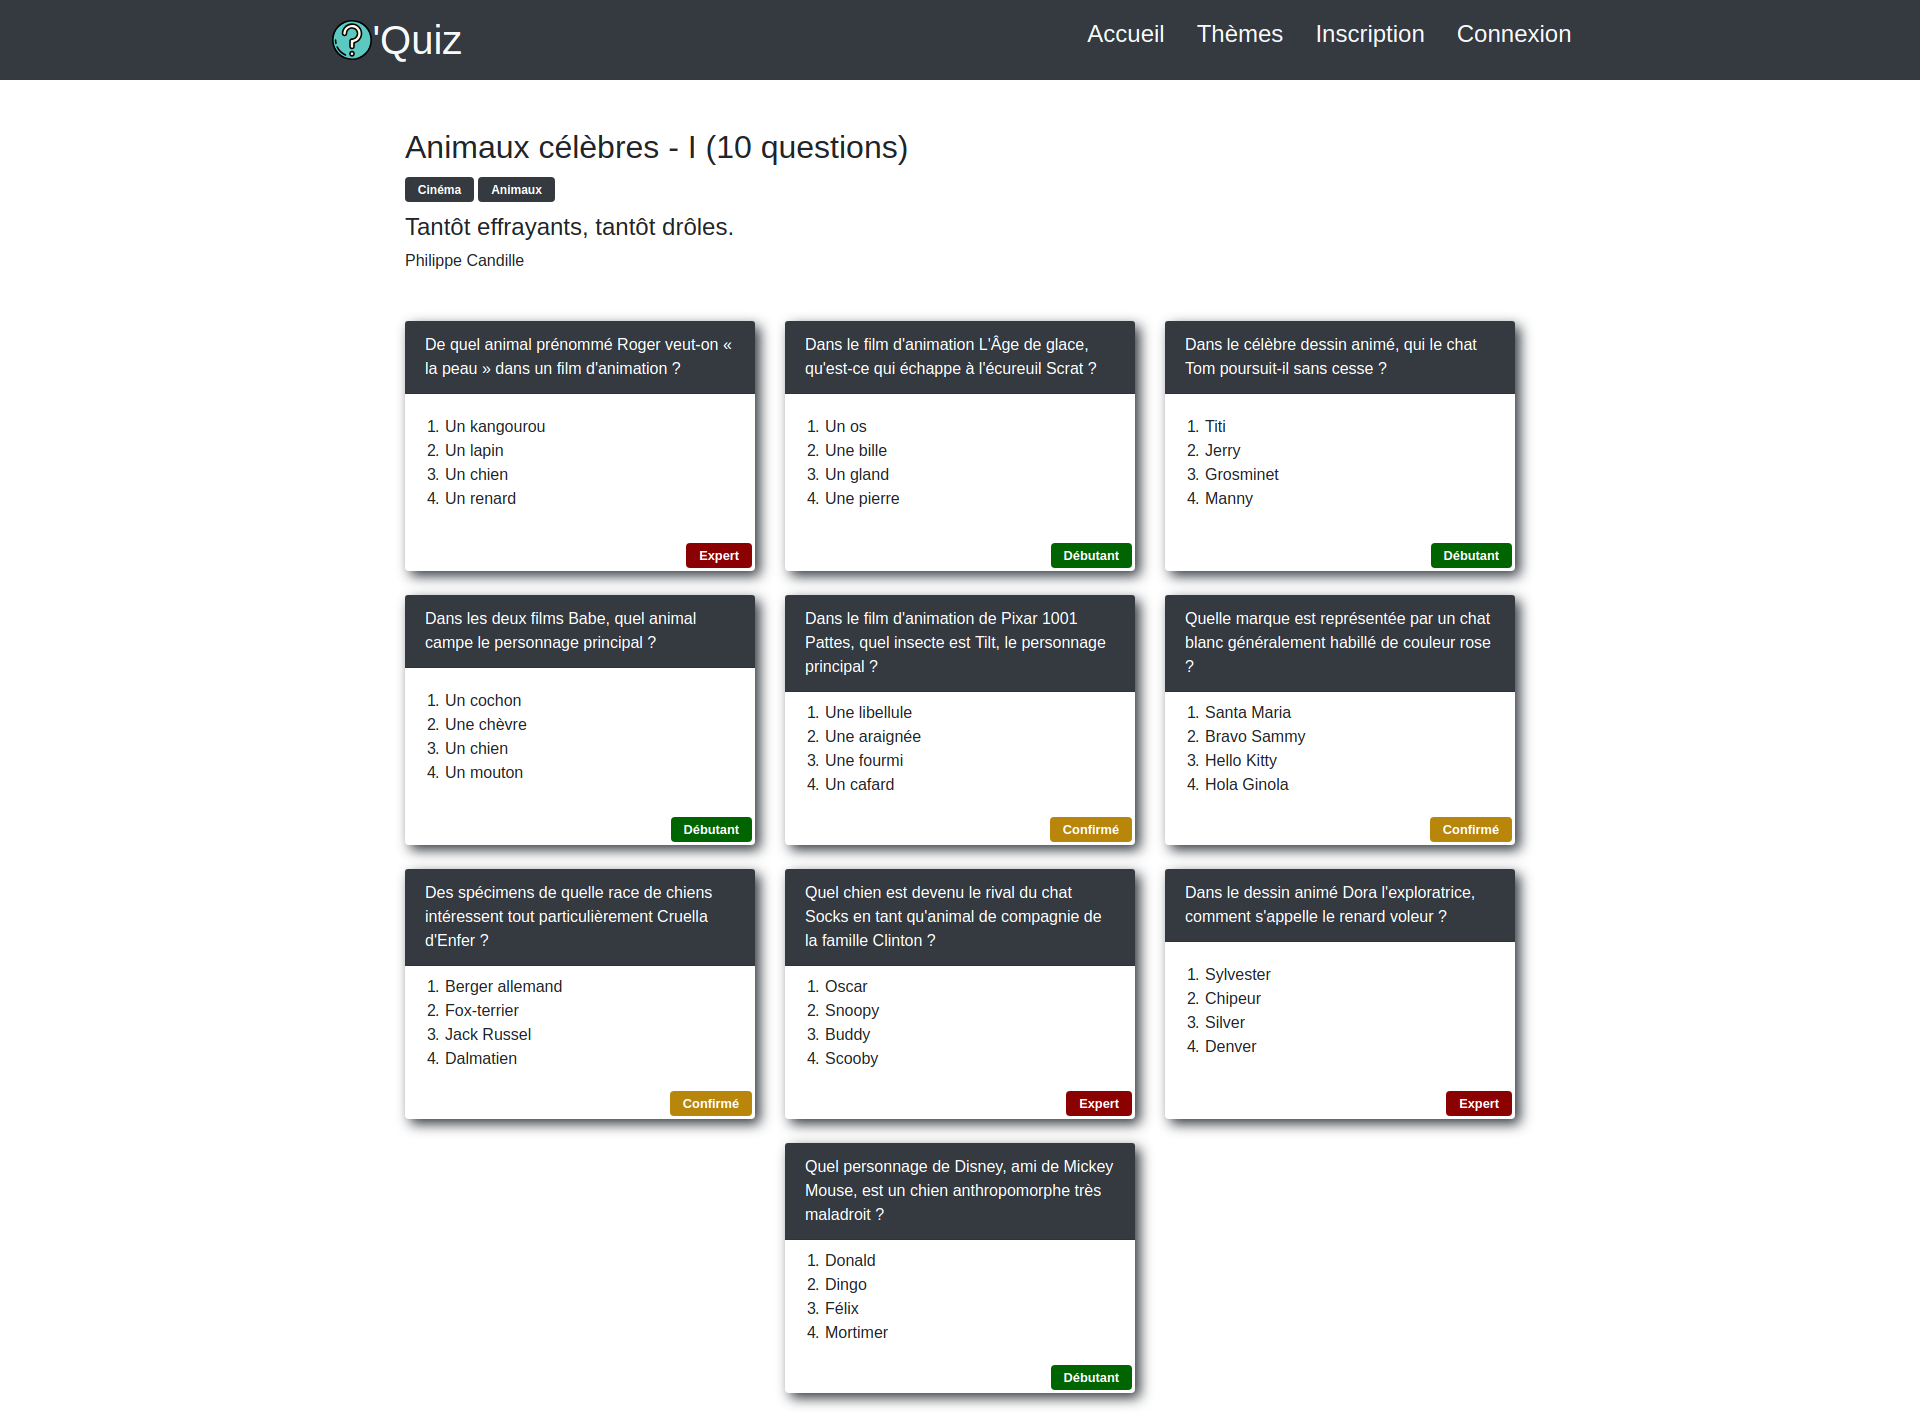 ?'Quiz
Accueil Thèmes Inscription Connexion
Animaux célèbres - I (10 questions)
Cinéma Animaux
Tantôt effrayants, tantôt drôles.
Philippe Candille
De quel animal prénommé Roger veut-on «
la peau » dans un film d'animation ?
1. Un kangourou
2. Un lapin
3. Un chien
4. Un renard
Expert
Dans le film d'animation L'Âge de glace,
qu'est-ce qui échappe à l'écureuil Scrat ?
1. Un os
2. Une bille
3. Un gland
4. Une pierre
Débutant
Dans le célèbre dessin animé, qui le chat
Tom poursuit-il sans cesse ?
1. Titi
2. Jerry
3. Grosminet
4. Manny
Débutant
Dans les deux films Babe, quel animal
campe le personnage principal ?
1. Un cochon
2. Une chèvre
3. Un chien
4. Un mouton
Débutant
Dans le film d'animation de Pixar 1001
Pattes, quel insecte est Tilt, le personnage
principal ?
1. Une libellule
2. Une araignée
3. Une fourmi
4. Un cafard
Confirmé
Quelle marque est représentée par un chat
blanc généralement habillé de couleur rose
?
1. Santa Maria
2. Bravo Sammy
3. Hello Kitty
4. Hola Ginola
Confirmé
Des spécimens de quelle race de chiens
intéressent tout particulièrement Cruella
d'Enfer ?
1. Berger allemand
2. Fox-terrier
3. Jack Russel
4. Dalmatien
Confirmé
Quel chien est devenu le rival du chat
Socks en tant qu'animal de compagnie de
la famille Clinton ?
1. Oscar
2. Snoopy
3. Buddy
4. Scooby
Expert
Dans le dessin animé Dora l'exploratrice,
comment s'appelle le renard voleur ?
1. Sylvester
2. Chipeur
3. Silver
4. Denver
Expert
Quel personnage de Disney, ami de Mickey
Mouse, est un chien anthropomorphe très
maladroit ?
1. Donald
2. Dingo
3. Félix
4. Mortimer
Débutant